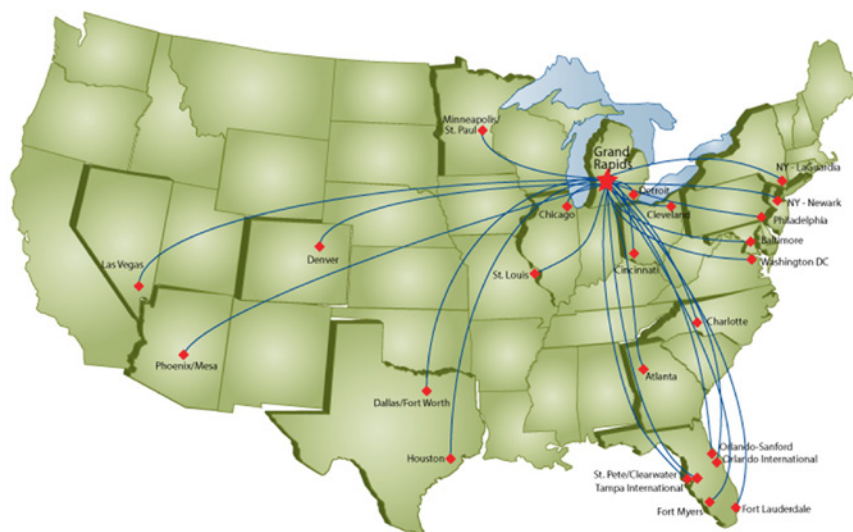 Minneapolis/
St. Paul
Grand
Rapids
NY - LaGuardia
Detroit
NY - Newark
Chicago
Cleveland
Philadelphia
Baltimore
Denver
Las Vegas
St. Louis
Cincinnati
Washington DC
Charlotte
Phoenix/Mesa
Atlanta
Dallas/Fort Worth
Orlando-Sanford
Orlando International
Houston
St. Pete/Clearwater
Tampa International
Fort Myers
Fort Lauderdale